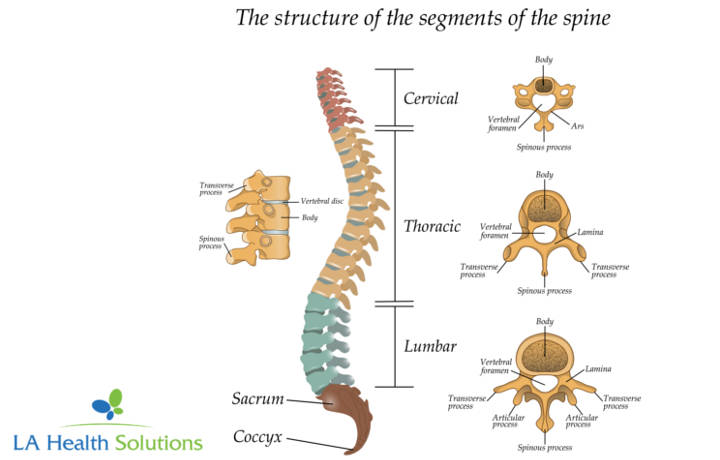 The structure of the segments of the spine
Body
Cervical
Vertebral
foramen
Ars
Spinous process
Transverse
process
Vertebral disc
Body
Spinous
process
Body
Thoracic
Vertebral
foramen
Lamina
Transverse
process
Transverse
process
Spinous process
Body
Lumbar
Vertebral
foramen
Lamina
Transverse
process
Transverse
process
Articular
process
Articular
process
Spinous process
Sacrum
Coccyx
LA Health Solutions